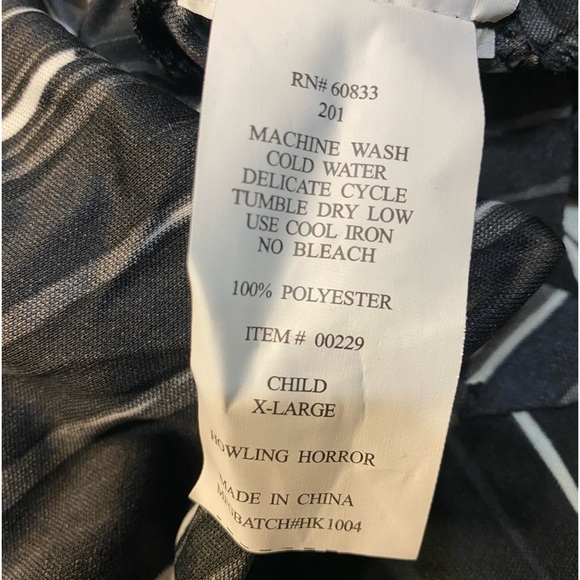 RN# 60833
201
MACHINE WASH
COLD WATER
DELICATE CYCLE
TUMBLE DRY LOW
USE COOL IRON
NO BLEACH
100% POLYESTER
ITEM # 00229
CHILD
X-LARGE
HOWLING HORROR
MADE IN CHINA
MFGBATCH#HK1004